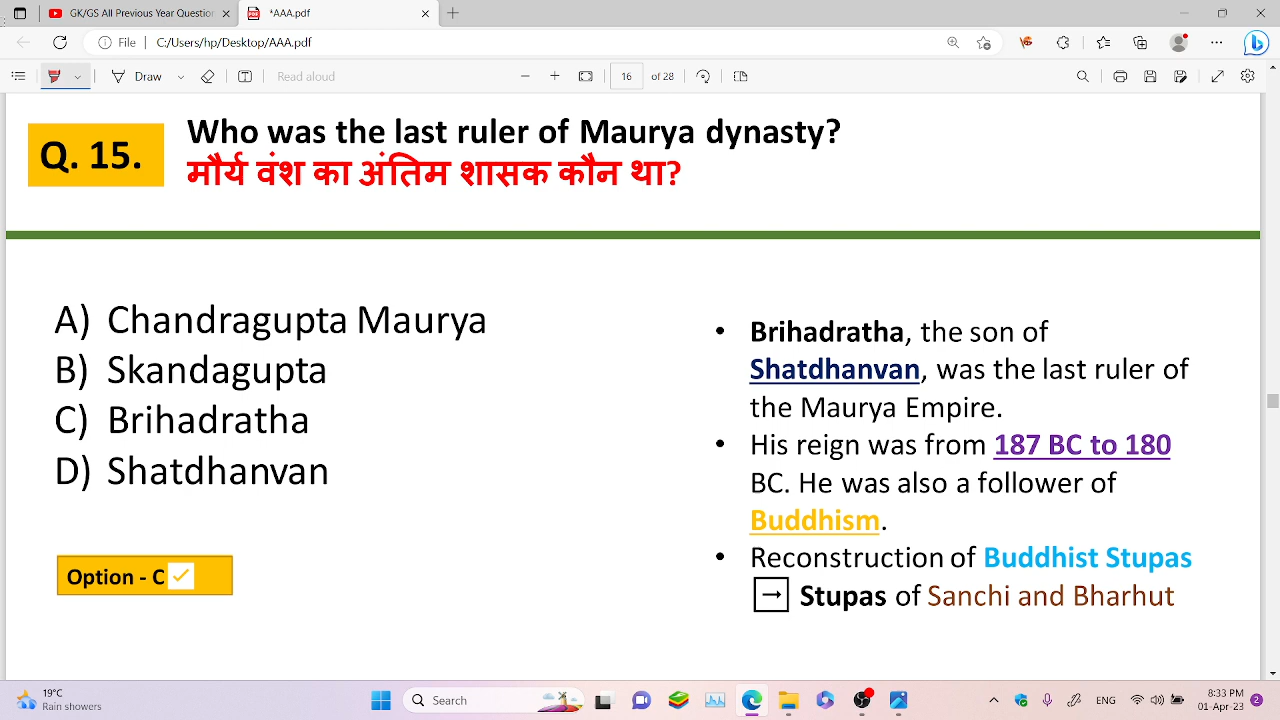 GK/GS All Previous Year Question
*AAA.pdf
File
C:/Users/hp/Desktop/AAA.pdf
Draw
Read aloud
16
of 28
Q. 15.
Who was the last ruler of Maurya dynasty?
मौर्य वंश का अंतिम शासक कौन था?
A) Chandragupta Maurya
B) Skandagupta
C) Brihadratha
D) Shatdhanvan
Option - C
• Brihadratha, the son of
Shatdhanvan, was the last ruler of
the Maurya Empire.
• His reign was from 187 BC to 180
BC. He was also a follower of
Buddhism.
• Reconstruction of Buddhist Stupas
→ Stupas of Sanchi and Bharhut
19°C
Rain showers
Search
ENG
8:33 PM
01-Apr-23
2